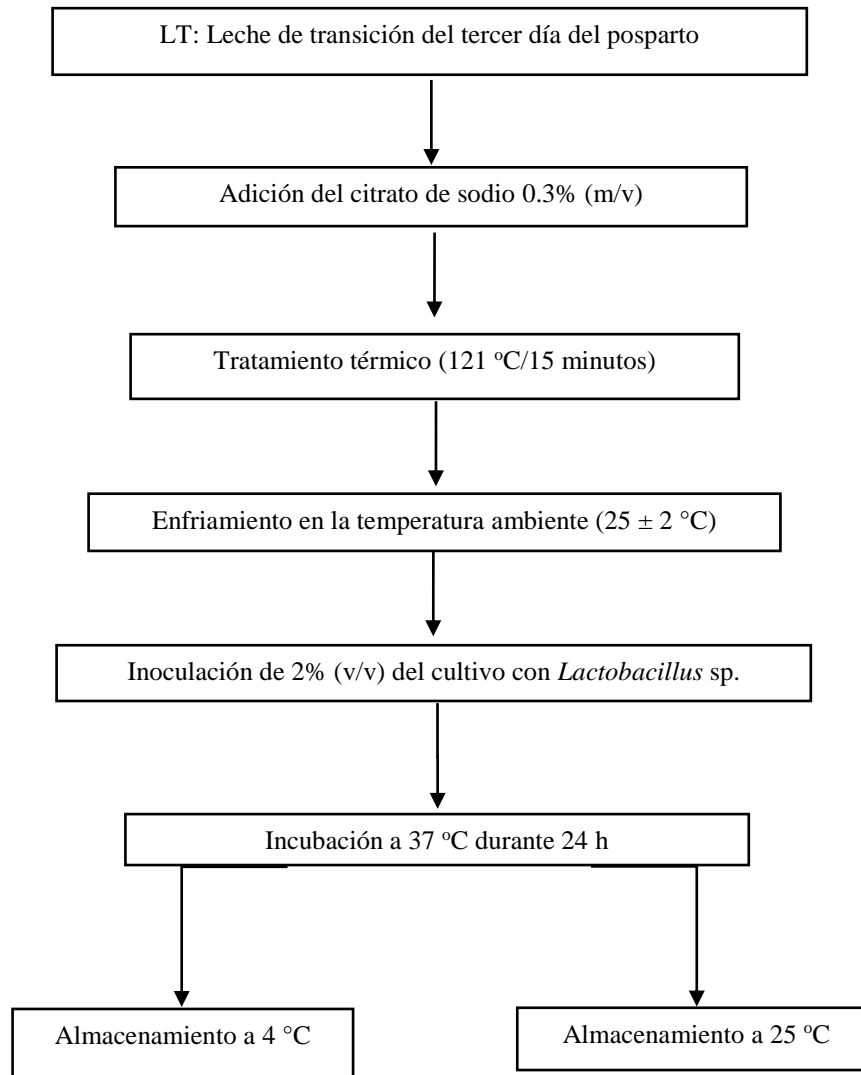 LT: Leche de transición del tercer día del posparto
Adición del citrato de sodio 0.3% (m/v)
Tratamiento térmico (121 ºC/15 minutos)
Enfriamiento en la temperatura ambiente (25 ± 2 °C)
Inoculación de 2% (v/v) del cultivo con Lactobacillus sp.
Incubación a 37 ºC durante 24 h
Almacenamiento a 4 °C
Almacenamiento a 25 ºC